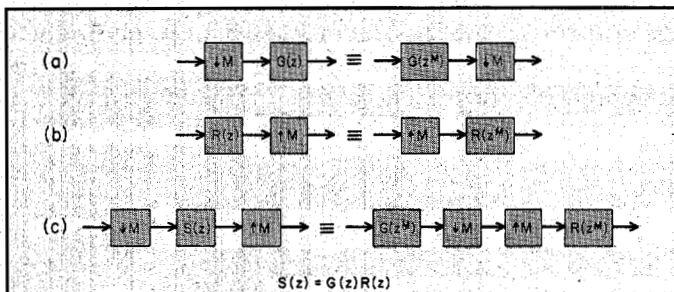 (a) ↓M G(z) ≡ G(z^M) ↓M
(b) R(z) ↑M ≡ ↑M R(z^M)
(c) ↓M S(z) ↑M ≡ G(z^M) ↓M ↑M R(z^M)
S(z) = G(z)R(z)